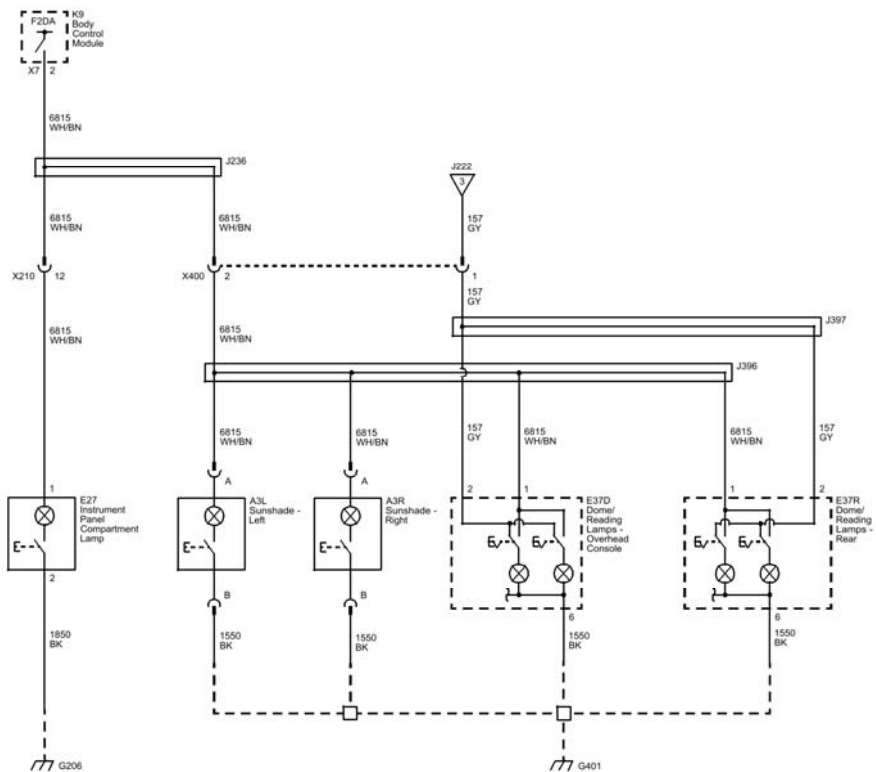 F2DA
K9
Body
Control
Module
X7 2
6815
WH/BN
J236
J222
3
6815
WH/BN
6815
WH/BN
157
GY
X210 12
X400 2
1
157
GY
J397
6815
WH/BN
6815
WH/BN
J396
6815
WH/BN
6815
WH/BN
157
GY
6815
WH/BN
6815
WH/BN
157
GY
A
A
1
E27
Instrument
Panel
Compartment
Lamp
2
A3L
Sunshade -
Left
A3R
Sunshade -
Right
2
1
E37D
Dome/
Reading
Lamps -
Overhead
Console
1
2
E37R
Dome/
Reading
Lamps -
Rear
B
B
6
6
1850
BK
1550
BK
1550
BK
1550
BK
1550
BK
G206
G401